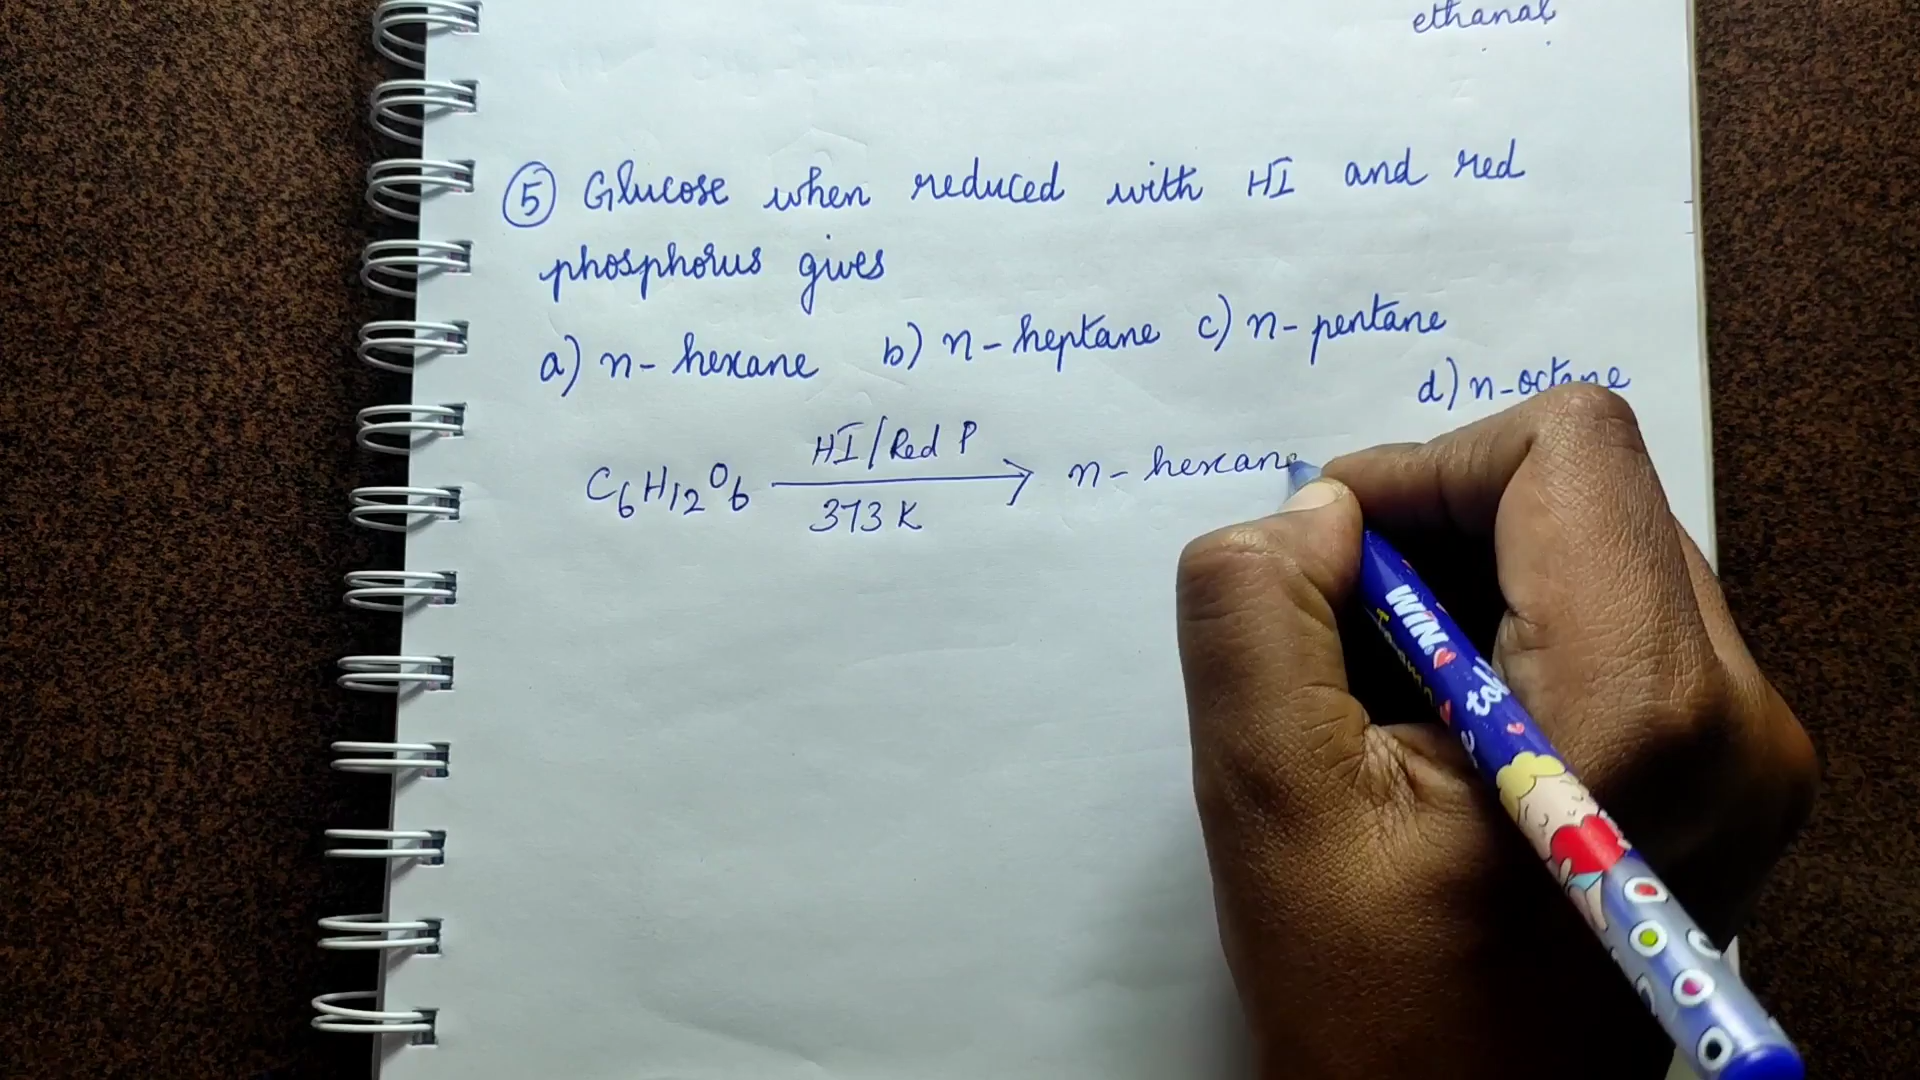 ethanal
⑤ Glucose when reduced with HI and red
phosphorus gives
a) n- hexane b) n- heptane c) n- pentane
d) n-octane
C6H12O6 HI/Red P n- hexane
373 K
WIN